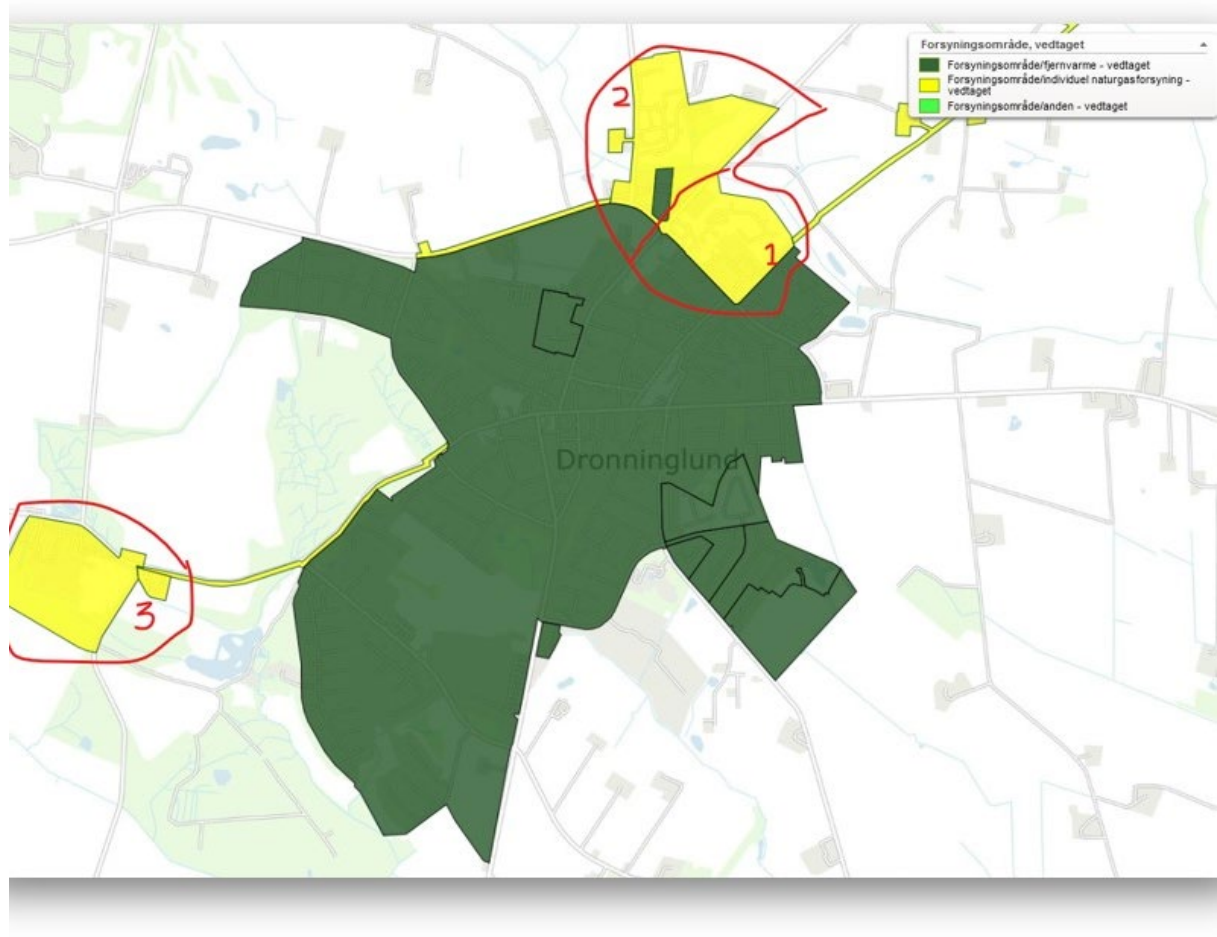 Forsyningsområde, vedtaget
Forsyningsområde/fjernvarme - vedtaget
Forsyningsområde/individuel naturgasforsyning -
vedtaget
Forsyningsområde/anden - vedtaget
2
1
Dronninglund
3